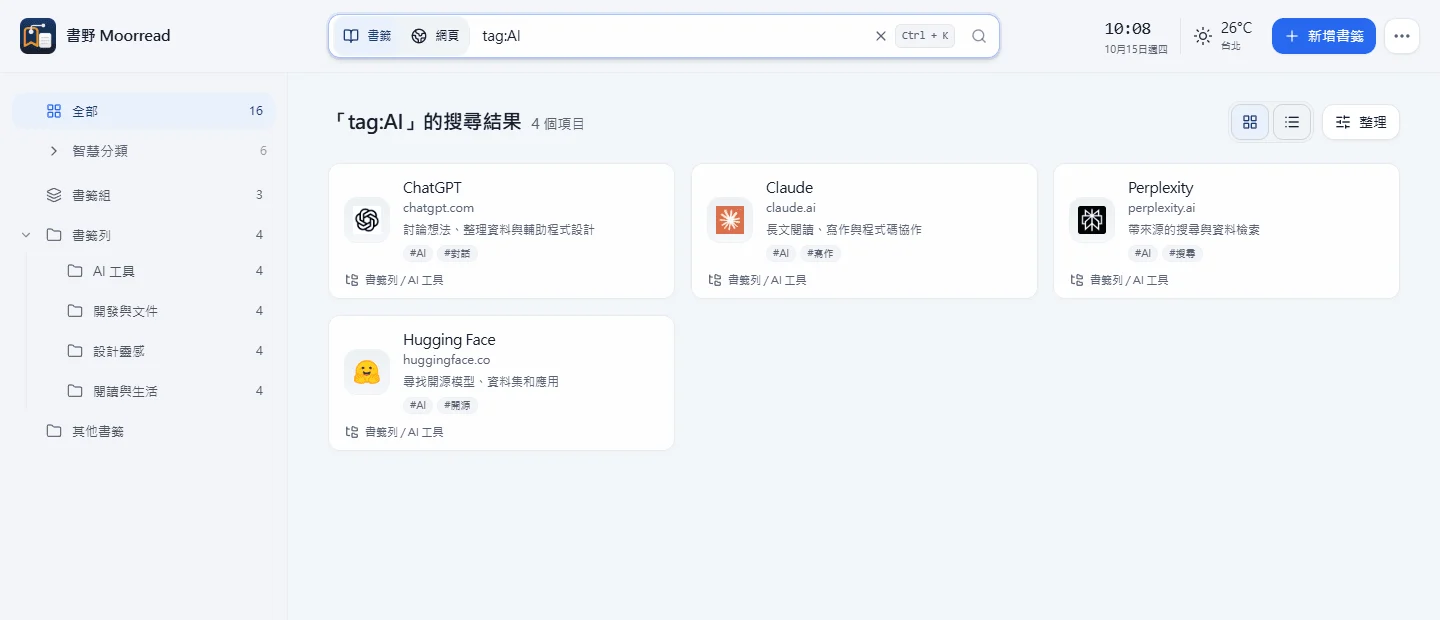 書野 Moorread
書籤 網頁 tag:AI Ctrl + K
10:08
10月15日週四
26°C
台北
新增書籤
全部 16
智慧分類 6
書籤組 3
書籤列 4
AI 工具 4
開發與文件 4
設計靈感 4
閱讀與生活 4
其他書籤
「tag:AI」的搜尋結果 4 個項目
整理
ChatGPT
chatgpt.com
討論想法、整理資料與輔助程式設計
#AI #對話
書籤列 / AI 工具
Claude
claude.ai
長文閱讀、寫作與程式碼協作
#AI #寫作
書籤列 / AI 工具
Perplexity
perplexity.ai
帶來源的搜尋與資料檢索
#AI #搜尋
書籤列 / AI 工具
Hugging Face
huggingface.co
尋找開源模型、資料集和應用
#AI #開源
書籤列 / AI 工具